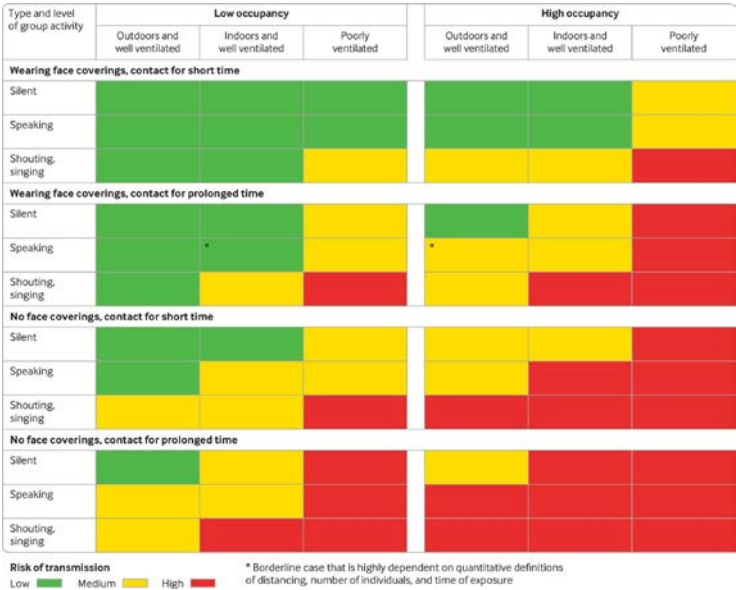 Type and level
of group activity
Low occupancy
High occupancy
Outdoors and
well ventilated
Indoors and
well ventilated
Poorly
ventilated
Outdoors and
well ventilated
Indoors and
well ventilated
Poorly
ventilated
Wearing face coverings, contact for short time
Silent
Speaking
Shouting,
singing
Wearing face coverings, contact for prolonged time
Silent
Speaking
*
*
Shouting,
singing
No face coverings, contact for short time
Silent
Speaking
Shouting,
singing
No face coverings, contact for prolonged time
Silent
Speaking
Shouting,
singing
Risk of transmission
Low Medium High
* Borderline case that is highly dependent on quantitative definitions
of distancing, number of individuals, and time of exposure